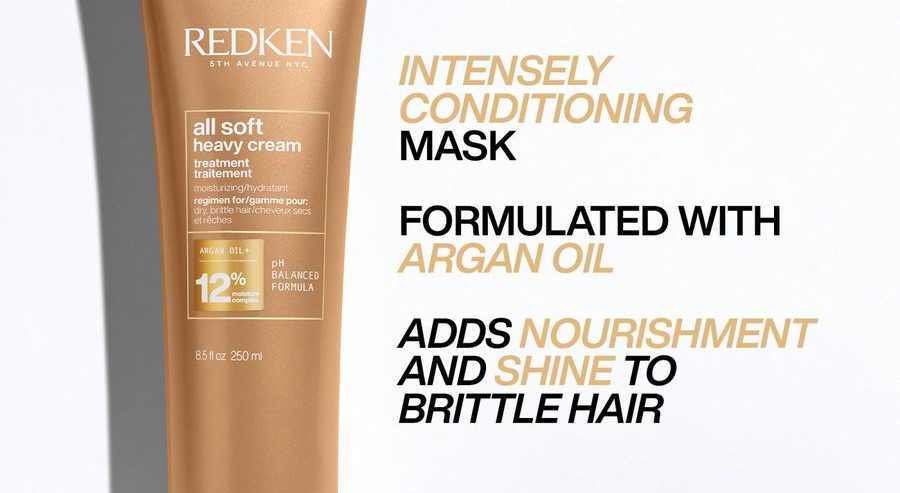 REDKEN
5TH AVENUE NYC
all soft
heavy cream
treatment
traitement
moisturizing/hydratant
regimen for/gamme pour:
dry, brittle hair/cheveux secs
et rêches
ARGAN OIL+
12%
moisture
complex
pH
BALANCED
FORMULA
8.5 fl oz 250 ml
INTENSELY
CONDITIONING
MASK
FORMULATED WITH
ARGAN OIL
ADDS NOURISHMENT
AND SHINE TO
BRITTLE HAIR